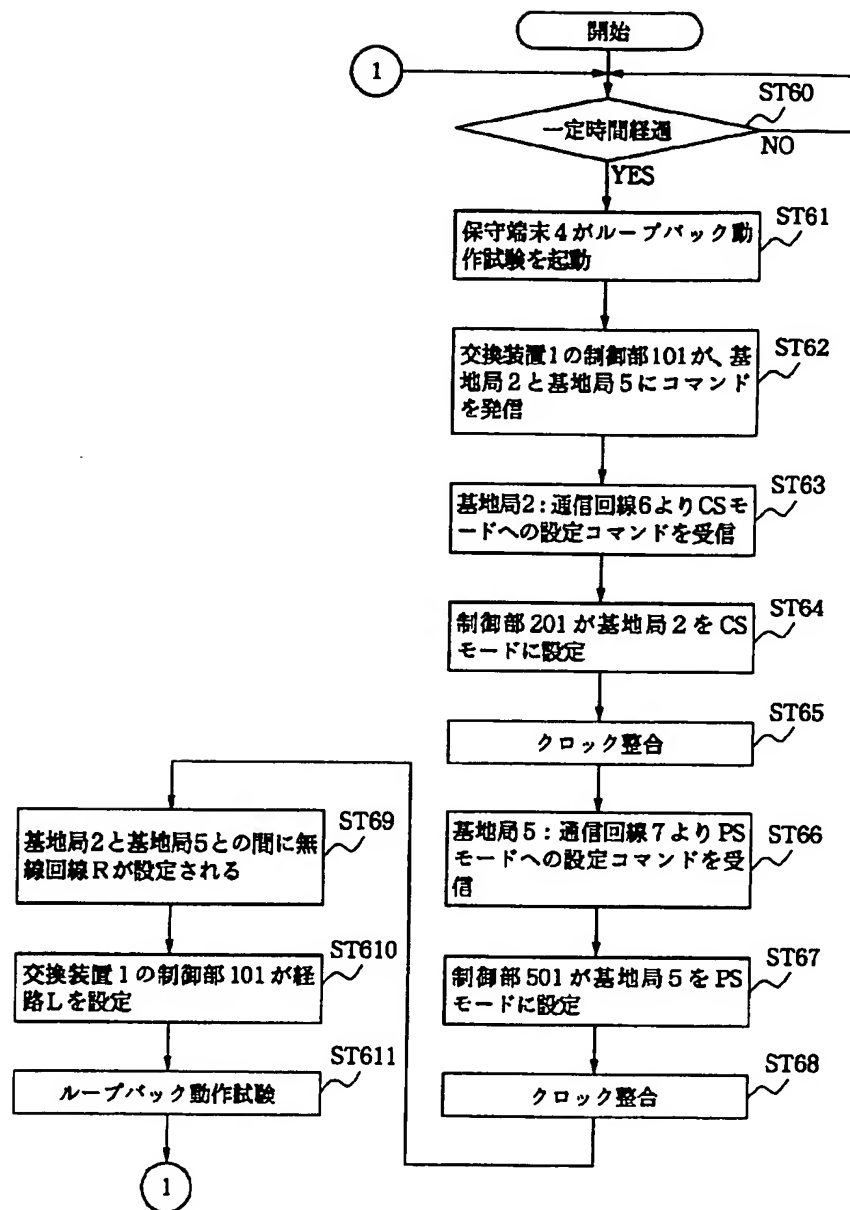 開始
1
ST60
一定時間経過
NO
YES
ST61
保守端末4がループバック動
作試験を起動
ST62
交換装置1の制御部101が、基
地局2と基地局5にコマンド
を発信
ST63
基地局2:通信回線6よりCSモ
ードへの設定コマンドを受信
ST64
制御部201が基地局2をCS
モードに設定
ST65
クロック整合
ST66
基地局5:通信回線7よりPS
モードへの設定コマンドを受
信
ST67
制御部501が基地局5をPS
モードに設定
ST68
クロック整合
ST69
基地局2と基地局5との間に無
線回線Rが設定される
ST610
交換装置1の制御部101が経
路Lを設定
ST611
ループバック動作試験
1